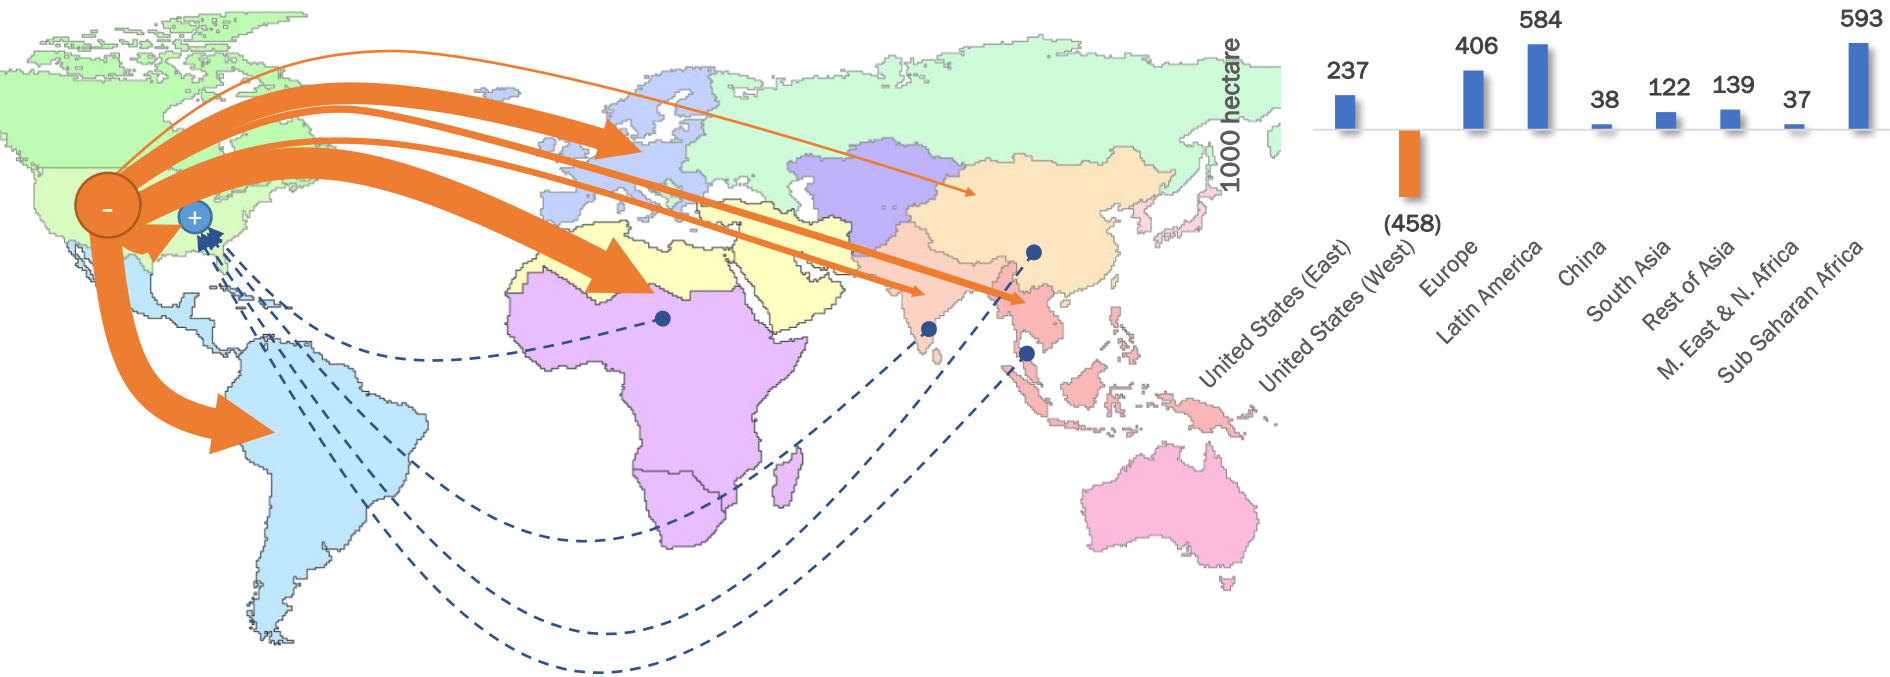 -
+
1000 hectare
237
(458)
406
584
38
122
139
37
593
United States (East)
United States (West)
Europe
Latin America
China
South Asia
Rest of Asia
M. East & N. Africa
Sub Saharan Africa